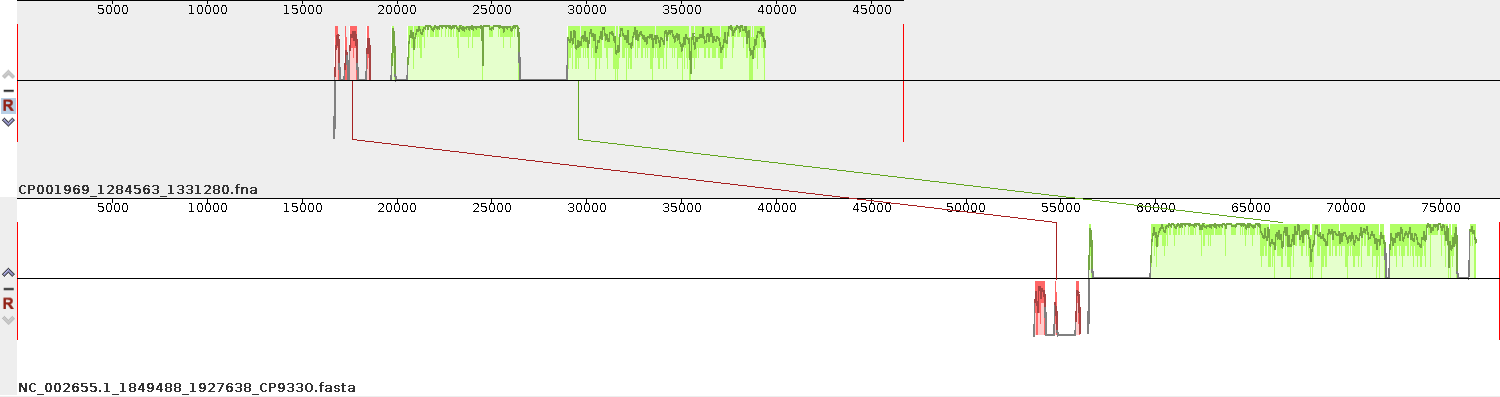 5000 10000 15000 20000 25000 30000 35000 40000 45000
R
CP001969_1284563_1331280.fna
5000 10000 15000 20000 25000 30000 35000 40000 45000 50000 55000 60000 65000 70000 75000
R
NC_002655.1_1849488_1927638_CP933O.fasta